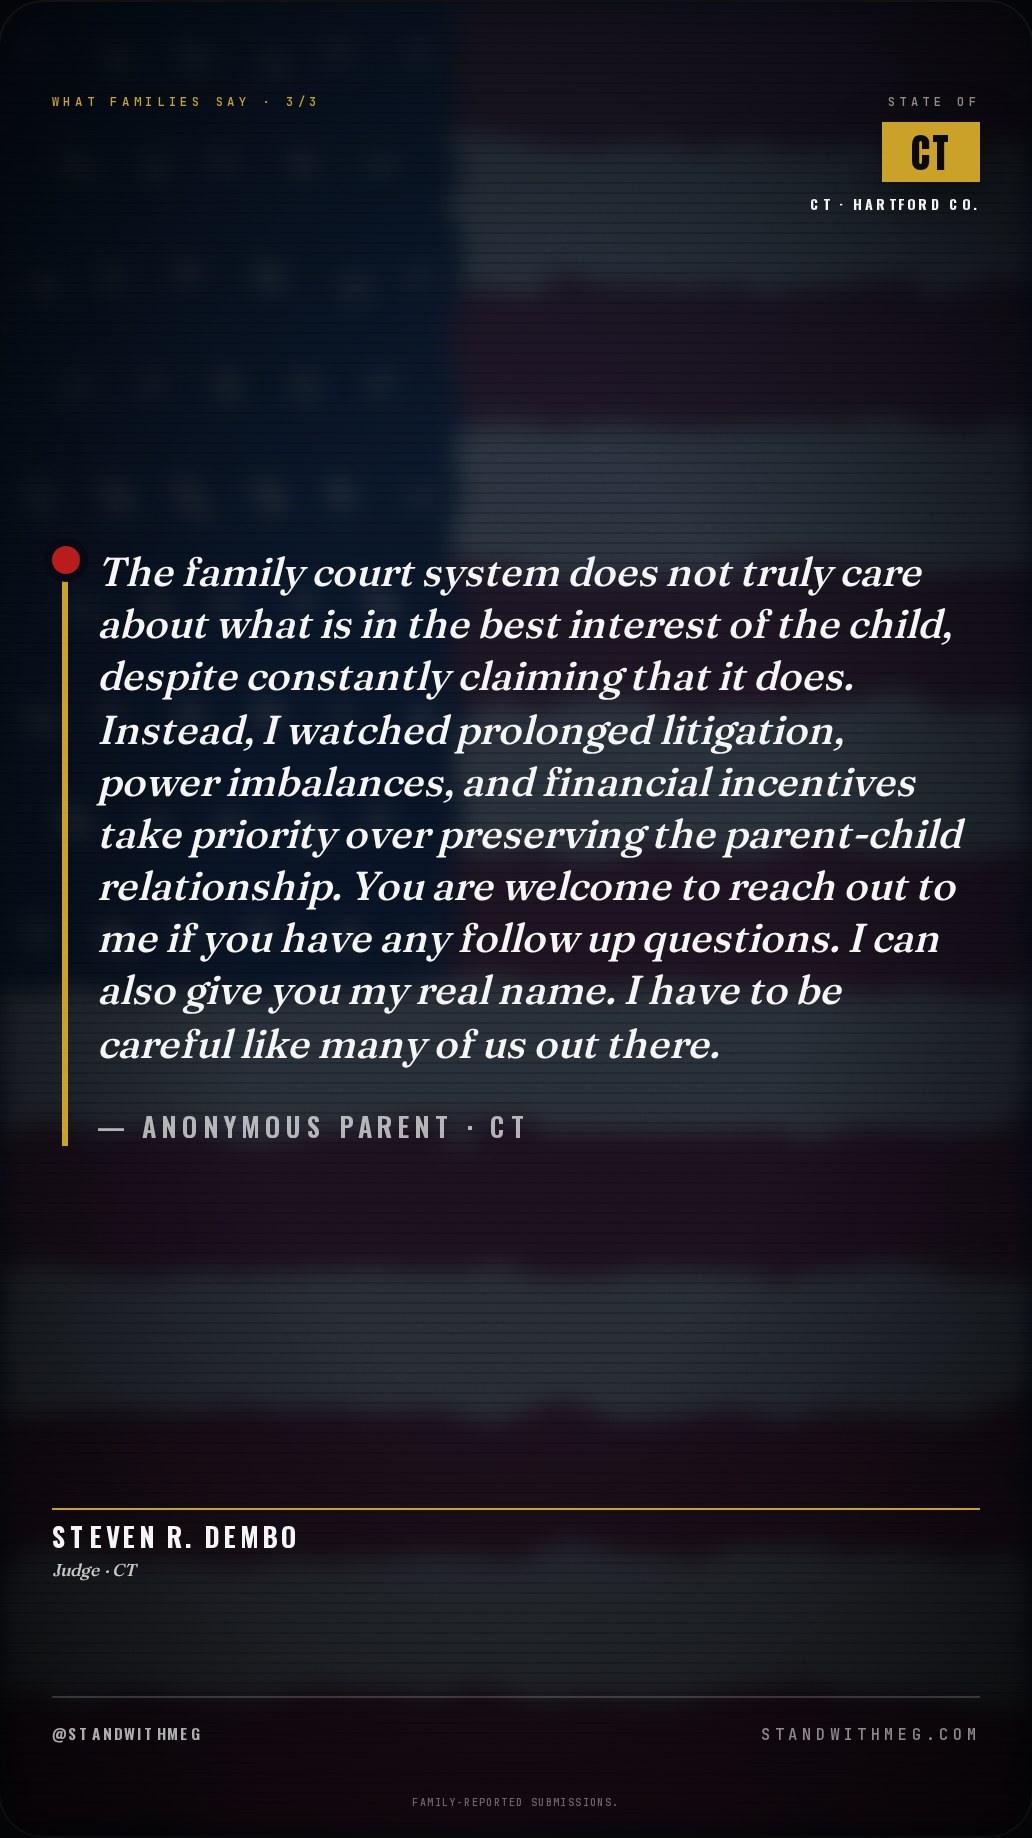 WHAT FAMILIES SAY · 3/3
STATE OF
CT
CT · HARTFORD CO.
The family court system does not truly care
about what is in the best interest of the child,
despite constantly claiming that it does.
Instead, I watched prolonged litigation,
power imbalances, and financial incentives
take priority over preserving the parent-child
relationship. You are welcome to reach out to
me if you have any follow up questions. I can
also give you my real name. I have to be
careful like many of us out there.
— ANONYMOUS PARENT · CT
STEVEN R. DEMBO
Judge · CT
@STANDWITHMEG
STANDWITHMEG.COM
FAMILY-REPORTED SUBMISSIONS.